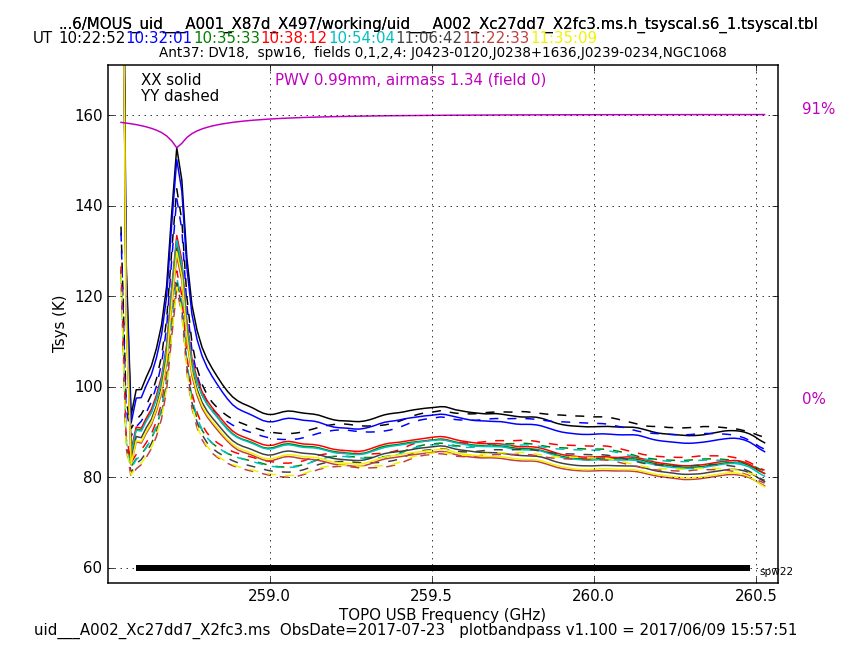 ...6/MOUS_uid___A001_X87d_X497/working/uid___A002_Xc27dd7_X2fc3.ms.h_tsyscal.s6_1.tsyscal.tbl
UT 10:22:52 10:32:01 10:35:33 10:38:12 10:54:04 11:06:42 11:22:33 11:35:09
Ant37: DV18, spw16, fields 0,1,2,4: J0423-0120,J0238+1636,J0239-0234,NGC1068
XX solid
YY dashed
PWV 0.99mm, airmass 1.34 (field 0)
91%
0%
160
140
120
100
80
60
Tsys (K)
spw22
259.0 259.5 260.0 260.5
TOPO USB Frequency (GHz)
uid___A002_Xc27dd7_X2fc3.ms ObsDate=2017-07-23 plotbandpass v1.100 = 2017/06/09 15:57:51